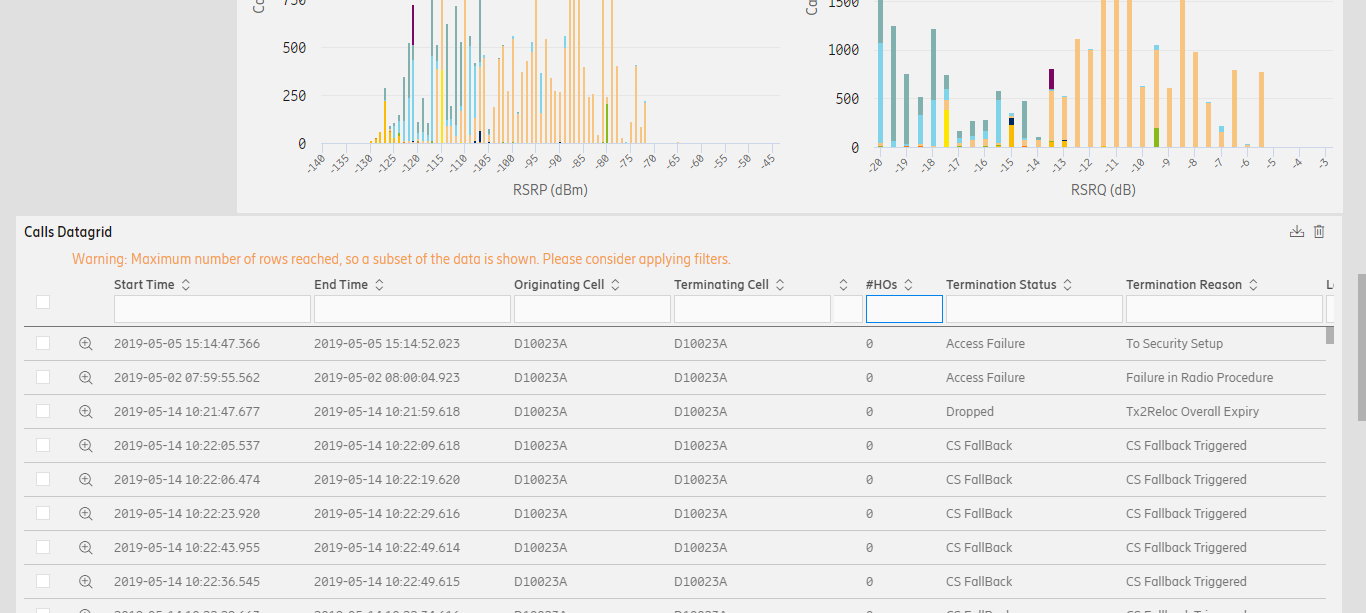 750
500
250
0
-140 -135 -130 -125 -120 -115 -110 -105 -100 -95 -90 -85 -80 -75 -70 -65 -60 -55 -50 -45
RSRP (dBm)
1500
1000
500
0
-20 -19 -18 -17 -16 -15 -14 -13 -12 -11 -10 -9 -8 -7 -6 -5 -4 -3
RSRQ (dB)
Calls Datagrid
Warning: Maximum number of rows reached, so a subset of the data is shown. Please consider applying filters.
Start Time End Time Originating Cell Terminating Cell #HOs Termination Status Termination Reason
2019-05-05 15:14:47.366 2019-05-05 15:14:52.023 D10023A D10023A 0 Access Failure To Security Setup
2019-05-02 07:59:55.562 2019-05-02 08:00:04.923 D10023A D10023A 0 Access Failure Failure in Radio Procedure
2019-05-14 10:21:47.677 2019-05-14 10:21:59.618 D10023A D10023A 0 Dropped Tx2Reloc Overall Expiry
2019-05-14 10:22:05.537 2019-05-14 10:22:09.618 D10023A D10023A 0 CS FallBack CS Fallback Triggered
2019-05-14 10:22:06.474 2019-05-14 10:22:19.620 D10023A D10023A 0 CS FallBack CS Fallback Triggered
2019-05-14 10:22:23.920 2019-05-14 10:22:29.616 D10023A D10023A 0 CS FallBack CS Fallback Triggered
2019-05-14 10:22:43.955 2019-05-14 10:22:49.614 D10023A D10023A 0 CS FallBack CS Fallback Triggered
2019-05-14 10:22:36.545 2019-05-14 10:22:49.615 D10023A D10023A 0 CS FallBack CS Fallback Triggered